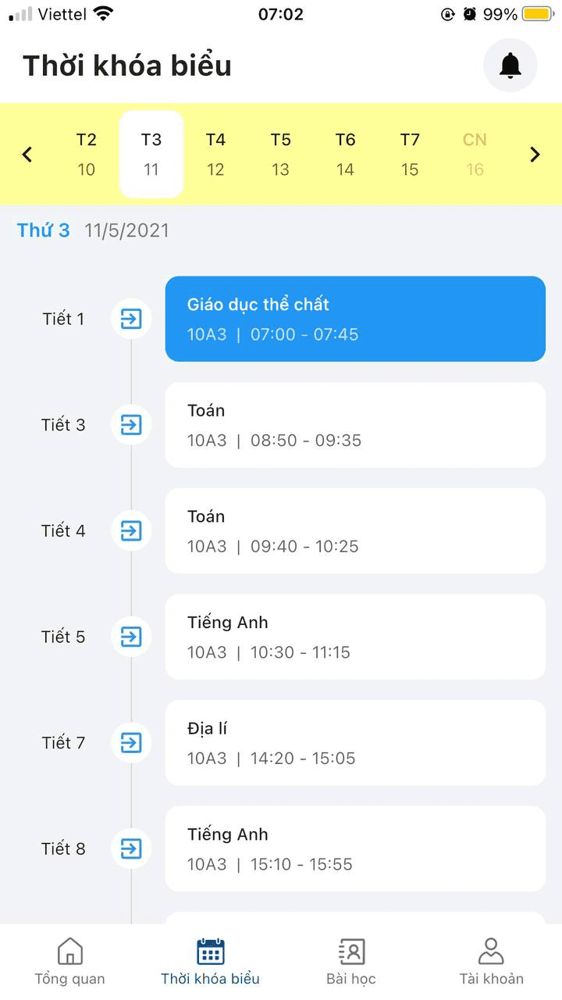 Viettel 07:02 99%
Thời khóa biểu
T2 T3 T4 T5 T6 T7 CN
10 11 12 13 14 15 16
Thứ 3 11/5/2021
Tiết 1
Giáo dục thể chất
10A3 | 07:00 - 07:45
Tiết 3
Toán
10A3 | 08:50 - 09:35
Tiết 4
Toán
10A3 | 09:40 - 10:25
Tiết 5
Tiếng Anh
10A3 | 10:30 - 11:15
Tiết 7
Địa lí
10A3 | 14:20 - 15:05
Tiết 8
Tiếng Anh
10A3 | 15:10 - 15:55
Tổng quan Thời khóa biểu Bài học Tài khoản